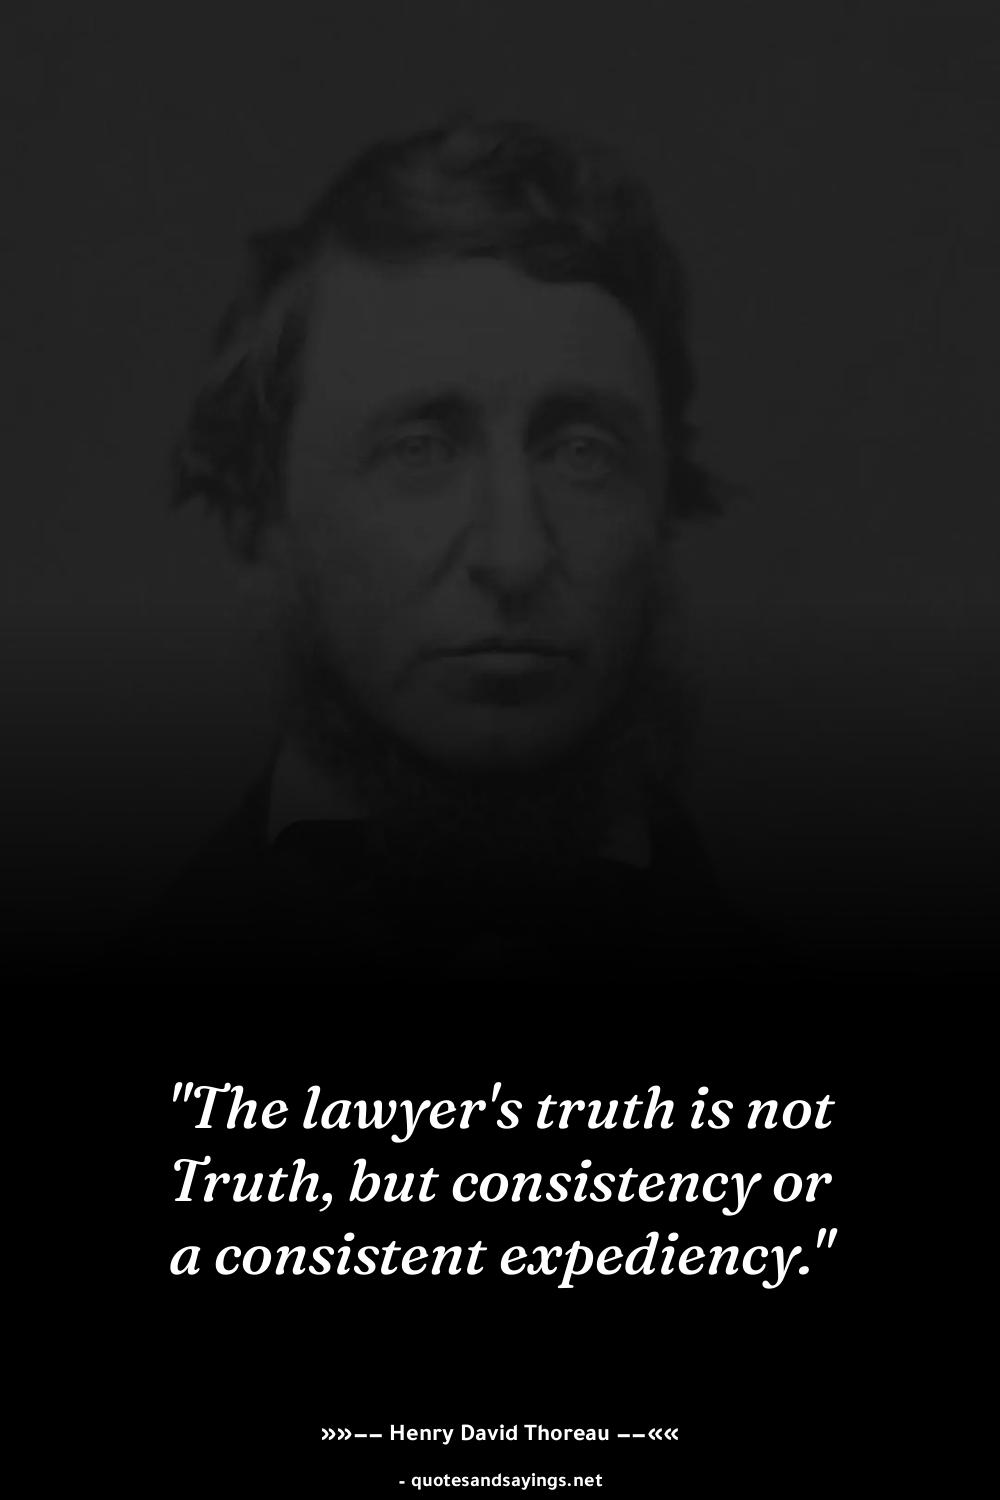 "The lawyer's truth is not
Truth, but consistency or
a consistent expediency."
»»−− Henry David Thoreau −−««
- quotesandsayings.net